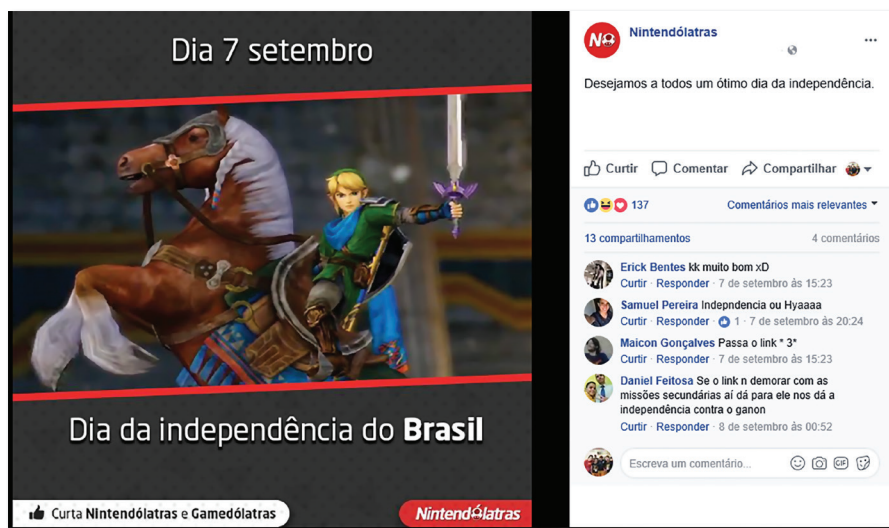 Dia 7 setembro
Dia da independência do Brasil
Curta Nintendólatras e Gamedólatras
Nintendólatras
NO
Nintendólatras
Desejamos a todos um ótimo dia da independência.
Curtir Comentar Compartilhar
137 Comentários mais relevantes
13 compartilhamentos 4 comentários
Erick Bentes kk muito bom xD
Curtir · Responder · 7 de setembro às 15:23
Samuel Pereira Indepndencia ou Hyaaaa
Curtir · Responder · 1 · 7 de setembro às 20:24
Maicon Gonçalves Passa o link * 3*
Curtir · Responder · 7 de setembro às 15:23
Daniel Feitosa Se o link n demorar com as
missões secundárias aí dá para ele nos dá a
independência contra o ganon
Curtir · Responder · 8 de setembro às 00:52
Escreva um comentário...
GIF